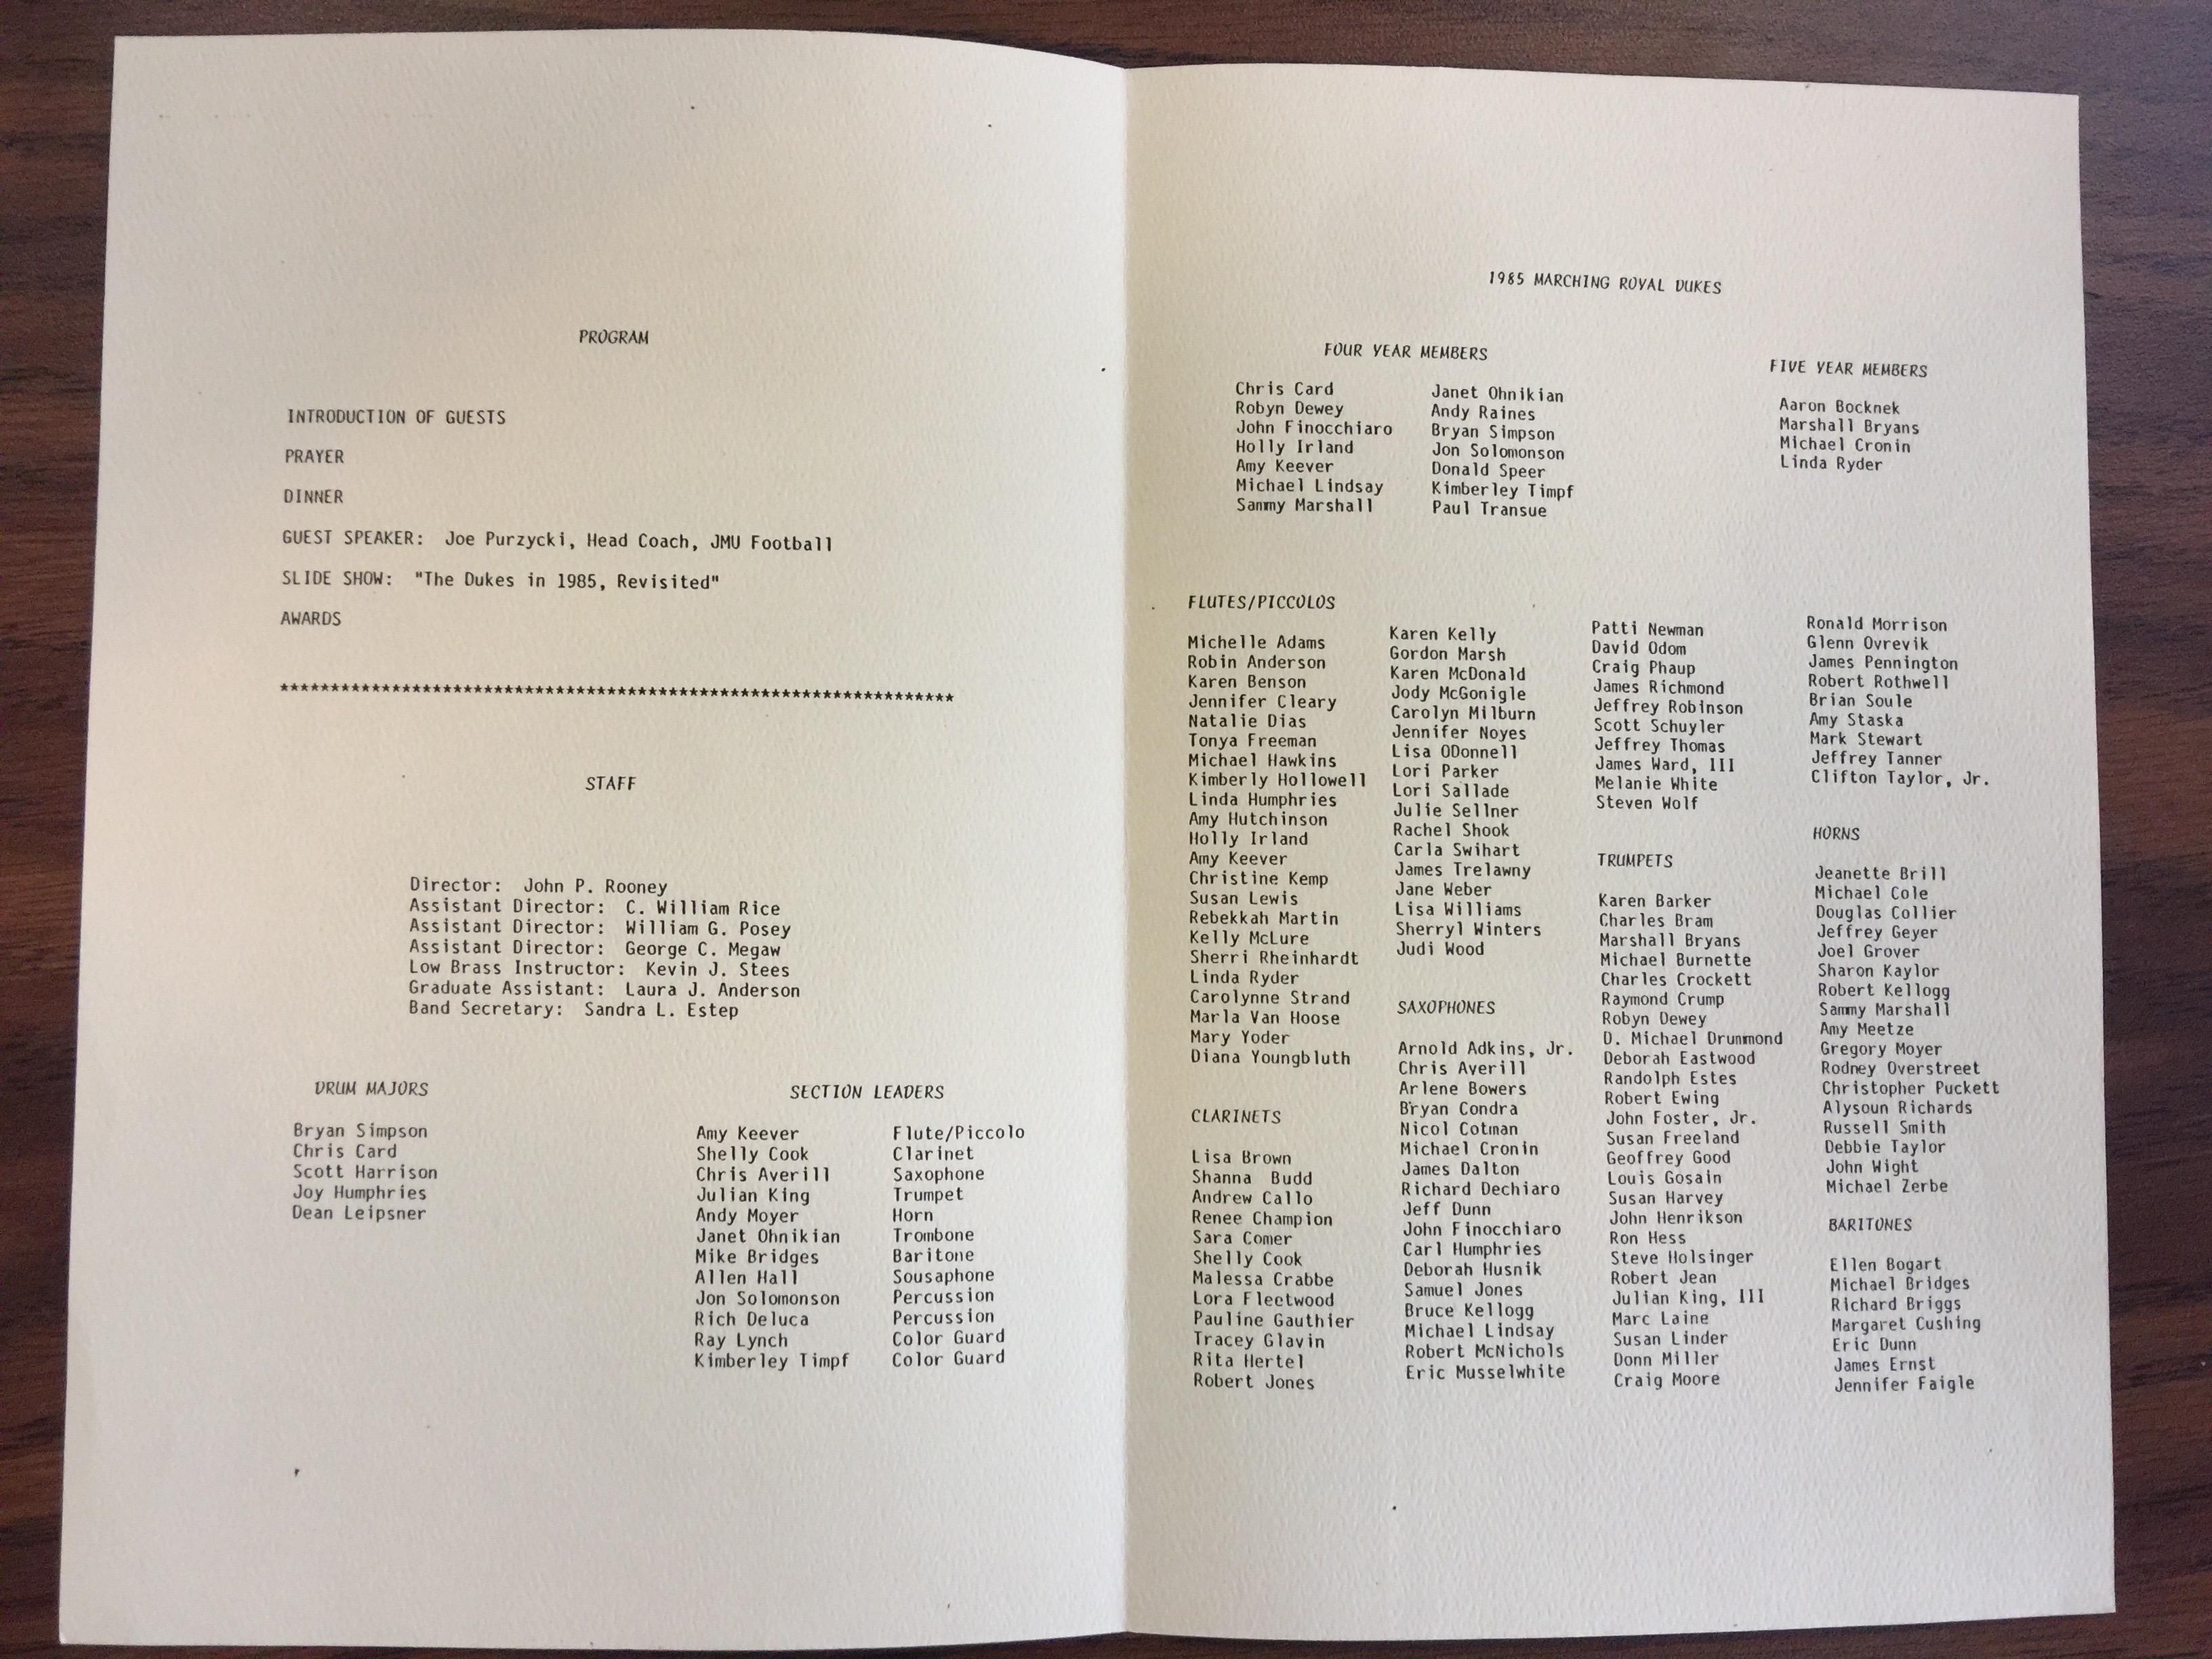 PROGRAM
INTRODUCTION OF GUESTS
PRAYER
DINNER
GUEST SPEAKER: Joe Purzycki, Head Coach, JMU Football
SLIDE SHOW: "The Dukes in 1985, Revisited"
AWARDS
*******************************************************************
STAFF
Director: John P. Rooney
Assistant Director: C. William Rice
Assistant Director: William G. Posey
Assistant Director: George C. Megaw
Low Brass Instructor: Kevin J. Stees
Graduate Assistant: Laura J. Anderson
Band Secretary: Sandra L. Estep
DRUM MAJORS
Bryan Simpson
Chris Card
Scott Harrison
Joy Humphries
Dean Leipsner
SECTION LEADERS
Amy Keever Flute/Piccolo
Shelly Cook Clarinet
Chris Averill Saxophone
Julian King Trumpet
Andy Moyer Horn
Janet Ohnikian Trombone
Mike Bridges Baritone
Allen Hall Sousaphone
Jon Solomonson Percussion
Rich Deluca Percussion
Ray Lynch Color Guard
Kimberley Timpf Color Guard
1985 MARCHING ROYAL DUKES
FOUR YEAR MEMBERS
Chris Card
Robyn Dewey
John Finocchiaro
Holly Irland
Amy Keever
Michael Lindsay
Sammy Marshall
Janet Ohnikian
Andy Raines
Bryan Simpson
Jon Solomonson
Donald Speer
Kimberley Timpf
Paul Transue
FIVE YEAR MEMBERS
Aaron Bocknek
Marshall Bryans
Michael Cronin
Linda Ryder
FLUTES/PICCOLOS
Michelle Adams
Robin Anderson
Karen Benson
Jennifer Cleary
Natalie Dias
Tonya Freeman
Michael Hawkins
Kimberly Hollowell
Linda Humphries
Amy Hutchinson
Holly Irland
Amy Keever
Christine Kemp
Susan Lewis
Rebekkah Martin
Kelly McLure
Sherri Rheinhardt
Linda Ryder
Carolynne Strand
Marla Van Hoose
Mary Yoder
Diana Youngbluth
CLARINETS
Lisa Brown
Shanna Budd
Andrew Callo
Renee Champion
Sara Comer
Shelly Cook
Malessa Crabbe
Lora Fleetwood
Pauline Gauthier
Tracey Glavin
Rita Hertel
Robert Jones
Karen Kelly
Gordon Marsh
Karen McDonald
Jody McGonigle
Carolyn Milburn
Jennifer Noyes
Lisa ODonnell
Lori Parker
Lori Sallade
Julie Sellner
Rachel Shook
Carla Swihart
James Trelawny
Jane Weber
Lisa Williams
Sherryl Winters
Judi Wood
SAXOPHONES
Arnold Adkins, Jr.
Chris Averill
Arlene Bowers
Bryan Condra
Nicol Cotman
Michael Cronin
James Dalton
Richard Dechiaro
Jeff Dunn
John Finocchiaro
Carl Humphries
Deborah Husnik
Samuel Jones
Bruce Kellogg
Michael Lindsay
Robert McNichols
Eric Musselwhite
Patti Newman
David Odom
Craig Phaup
James Richmond
Jeffrey Robinson
Scott Schuyler
Jeffrey Thomas
James Ward, III
Melanie White
Steven Wolf
TRUMPETS
Karen Barker
Charles Bram
Marshall Bryans
Michael Burnette
Charles Crockett
Raymond Crump
Robyn Dewey
D. Michael Drummond
Deborah Eastwood
Randolph Estes
Robert Ewing
John Foster, Jr.
Susan Freeland
Geoffrey Good
Louis Gosain
Susan Harvey
John Henrikson
Ron Hess
Steve Holsinger
Robert Jean
Julian King, III
Marc Laine
Susan Linder
Donn Miller
Craig Moore
Ronald Morrison
Glenn Ovrevik
James Pennington
Robert Rothwell
Brian Soule
Amy Staska
Mark Stewart
Jeffrey Tanner
Clifton Taylor, Jr.
HORNS
Jeanette Brill
Michael Cole
Douglas Collier
Jeffrey Geyer
Joel Grover
Sharon Kaylor
Robert Kellogg
Sammy Marshall
Amy Meetze
Gregory Moyer
Rodney Overstreet
Christopher Puckett
Alysoun Richards
Russell Smith
Debbie Taylor
John Wight
Michael Zerbe
BARITONES
Ellen Bogart
Michael Bridges
Richard Briggs
Margaret Cushing
Eric Dunn
James Ernst
Jennifer Faigle